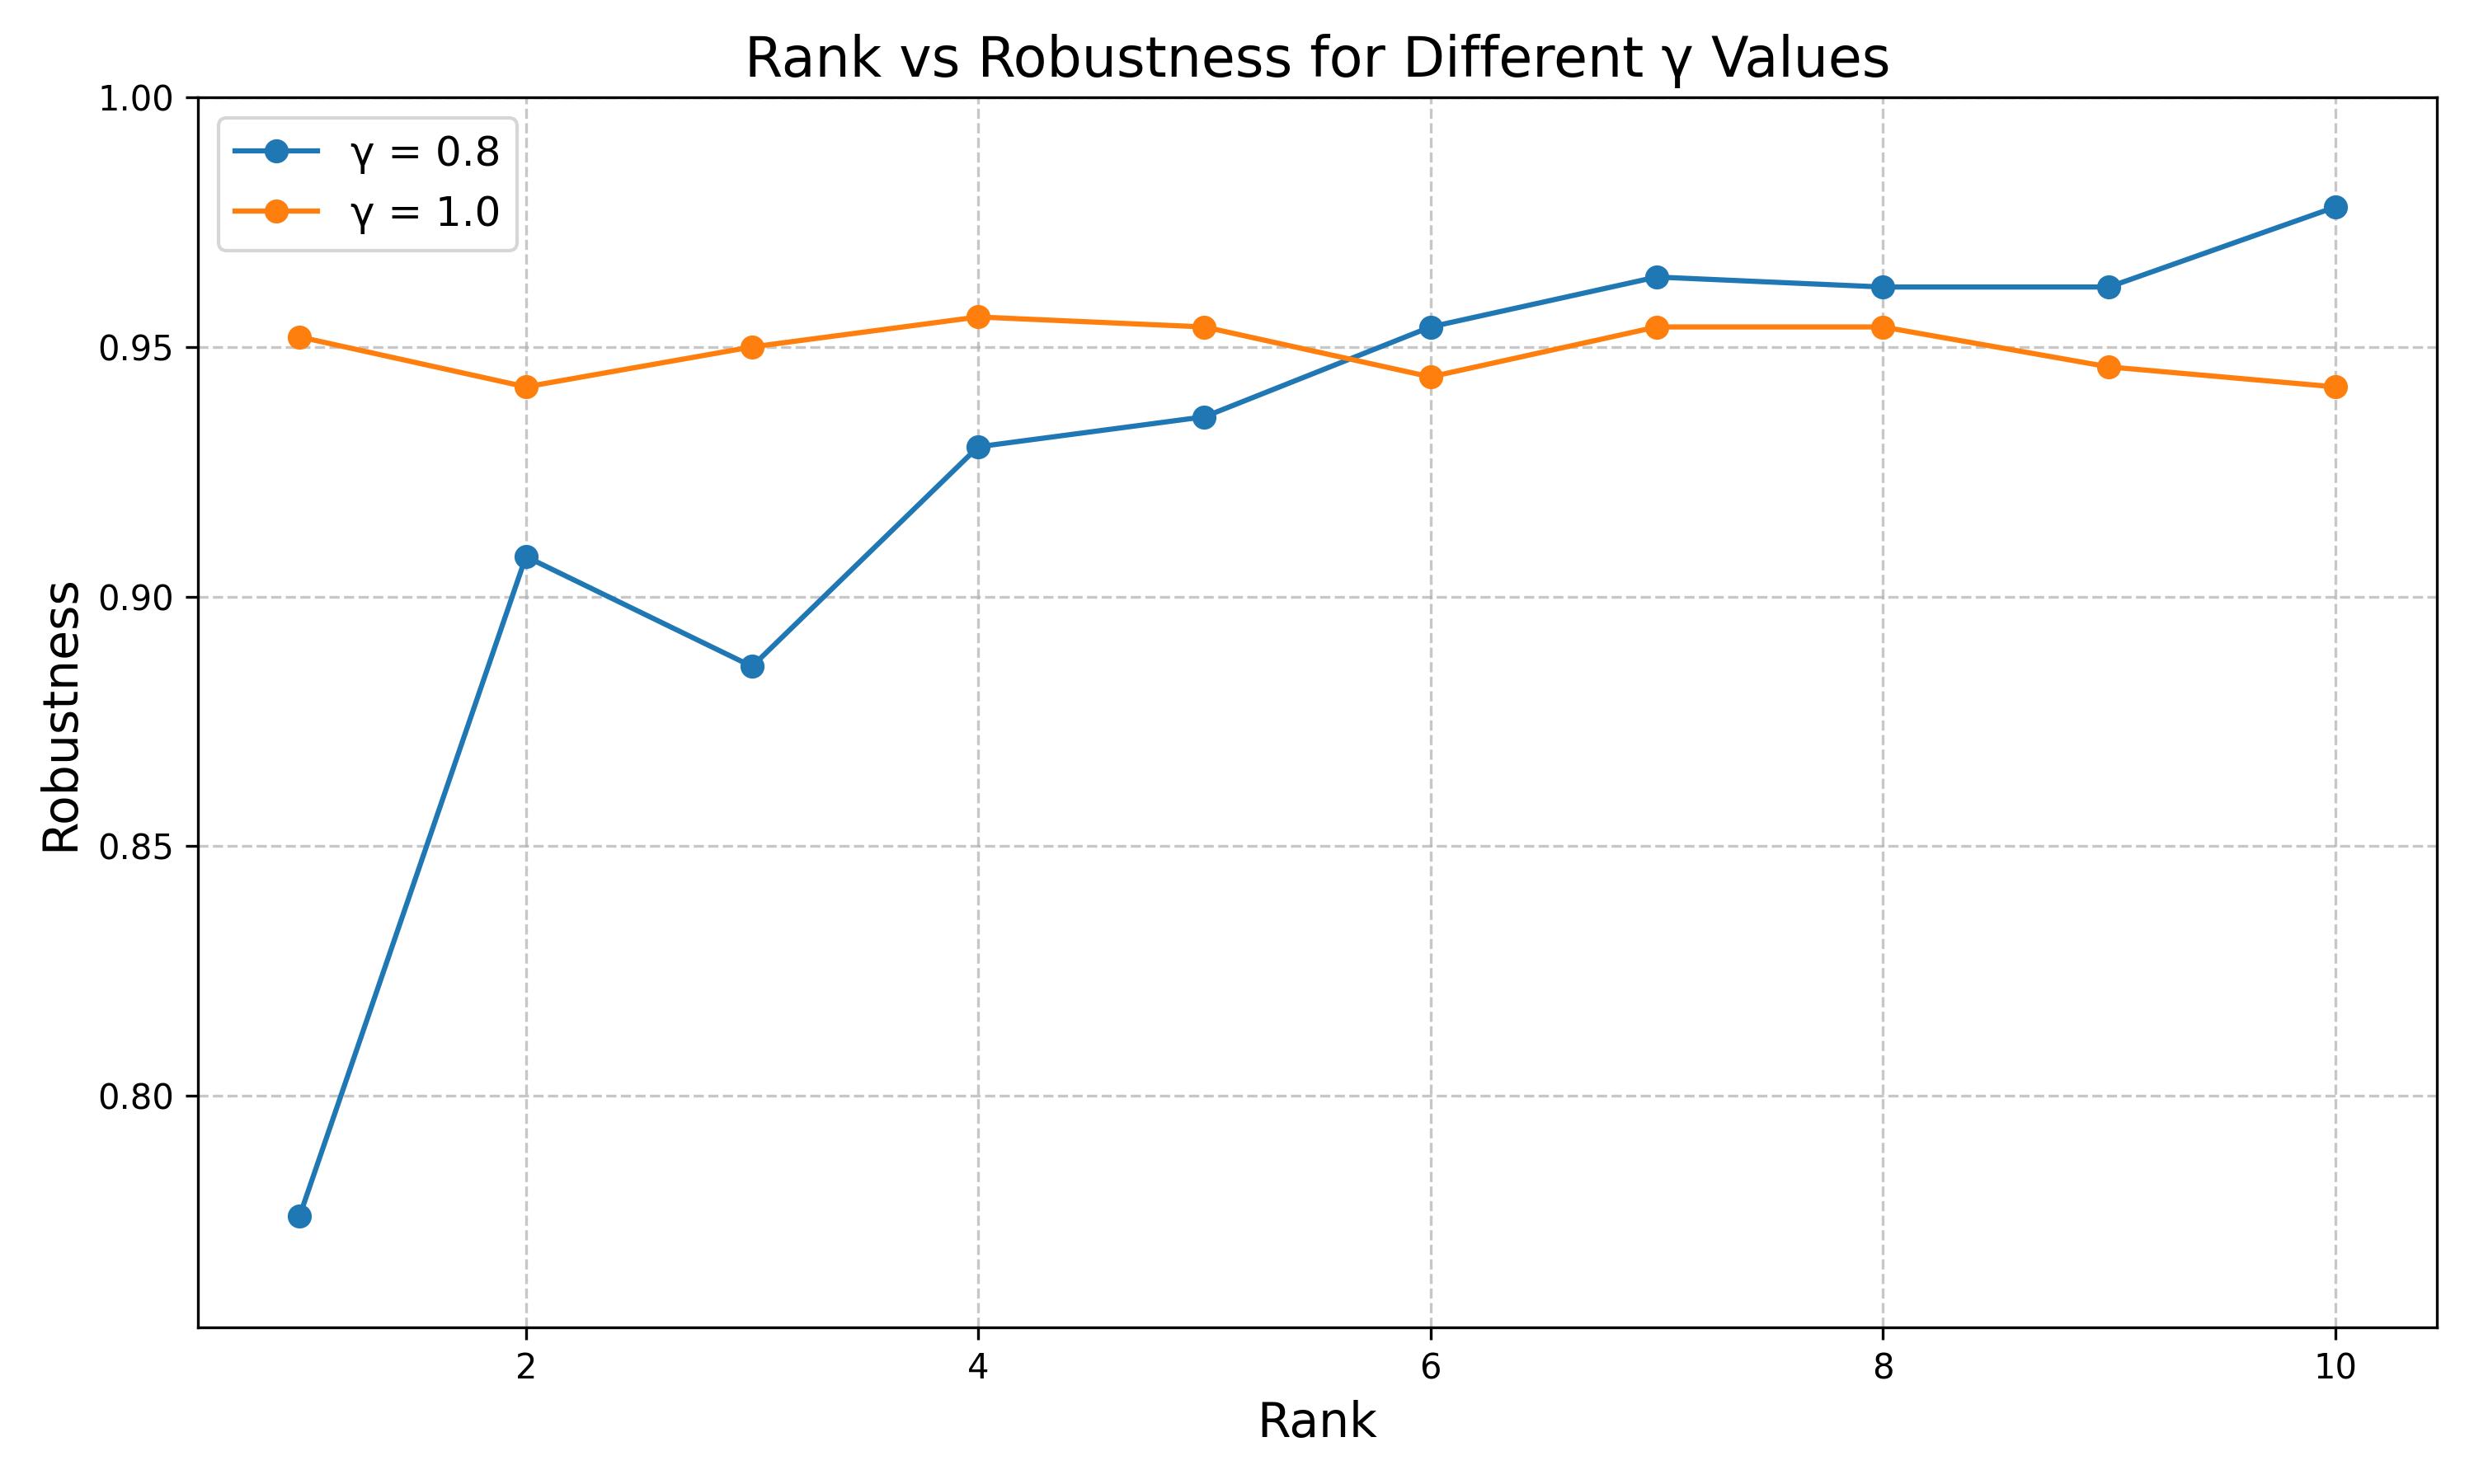 Rank vs Robustness for Different γ Values
1.00
0.95
0.90
0.85
0.80
Robustness
γ = 0.8
γ = 1.0
2 4 6 8 10
Rank